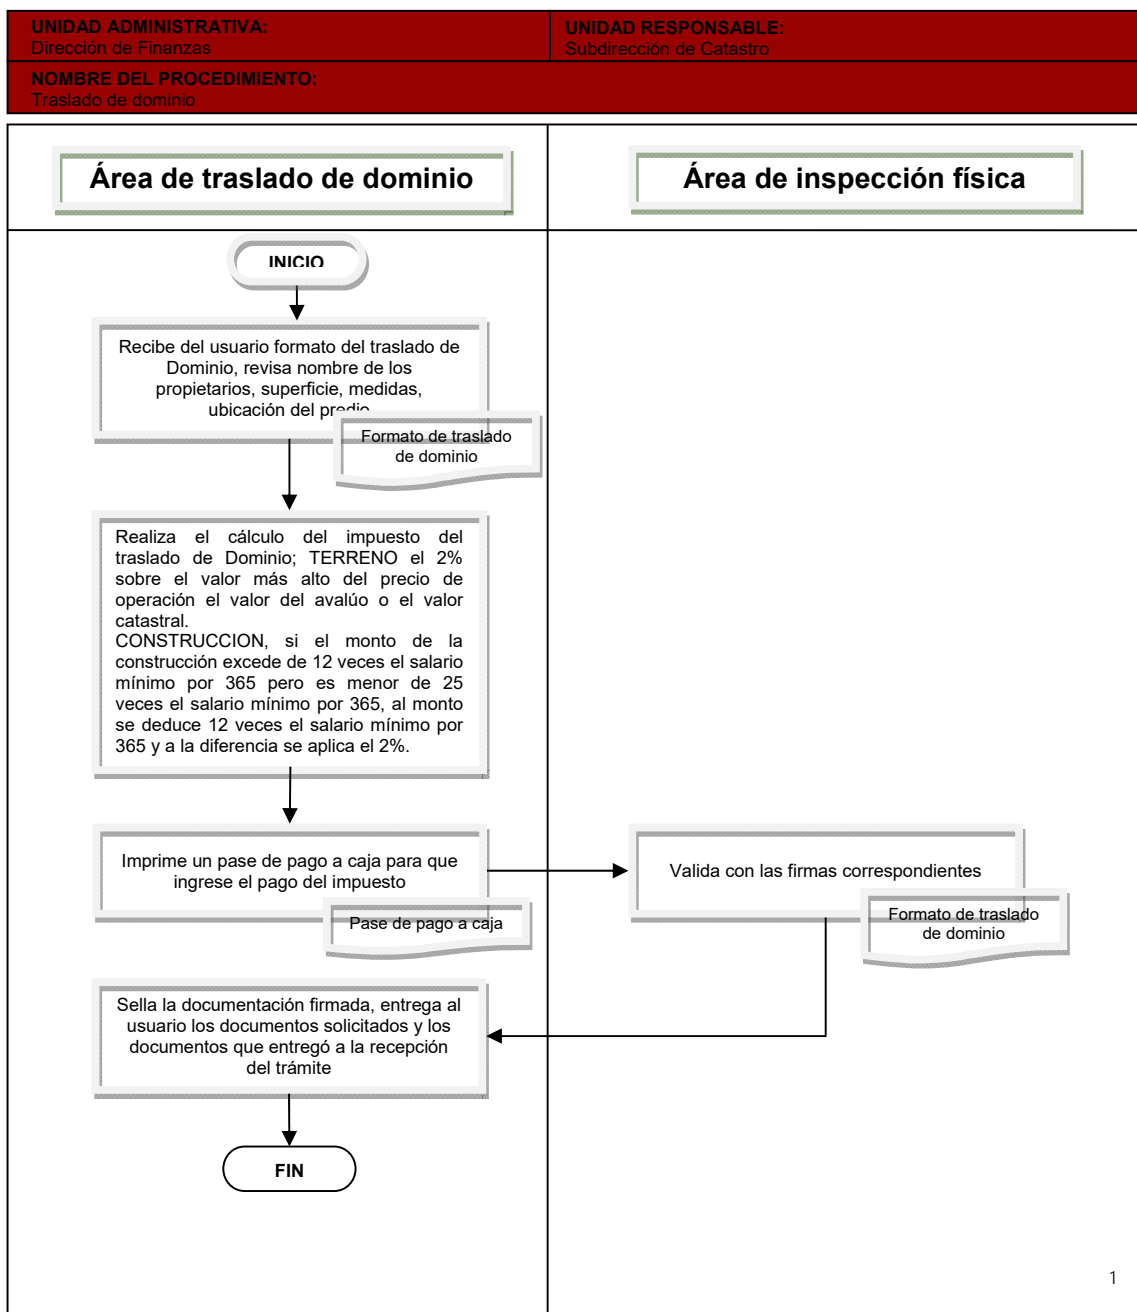 UNIDAD ADMINISTRATIVA:
Dirección de Finanzas
UNIDAD RESPONSABLE:
Subdirección de Catastro
NOMBRE DEL PROCEDIMIENTO:
Traslado de dominio
Área de traslado de dominio
Área de inspección física
INICIO
Recibe del usuario formato del traslado de
Dominio, revisa nombre de los
propietarios, superficie, medidas,
ubicación del predio
Formato de traslado
de dominio
Realiza el cálculo del impuesto del
traslado de Dominio; TERRENO el 2%
sobre el valor más alto del precio de
operación el valor del avalúo o el valor
catastral.
CONSTRUCCION, si el monto de la
construcción excede de 12 veces el salario
mínimo por 365 pero es menor de 25
veces el salario mínimo por 365, al monto
se deduce 12 veces el salario mínimo por
365 y a la diferencia se aplica el 2%.
Imprime un pase de pago a caja para que
ingrese el pago del impuesto
Pase de pago a caja
Valida con las firmas correspondientes
Formato de traslado
de dominio
Sella la documentación firmada, entrega al
usuario los documentos solicitados y los
documentos que entregó a la recepción
del trámite
FIN
1